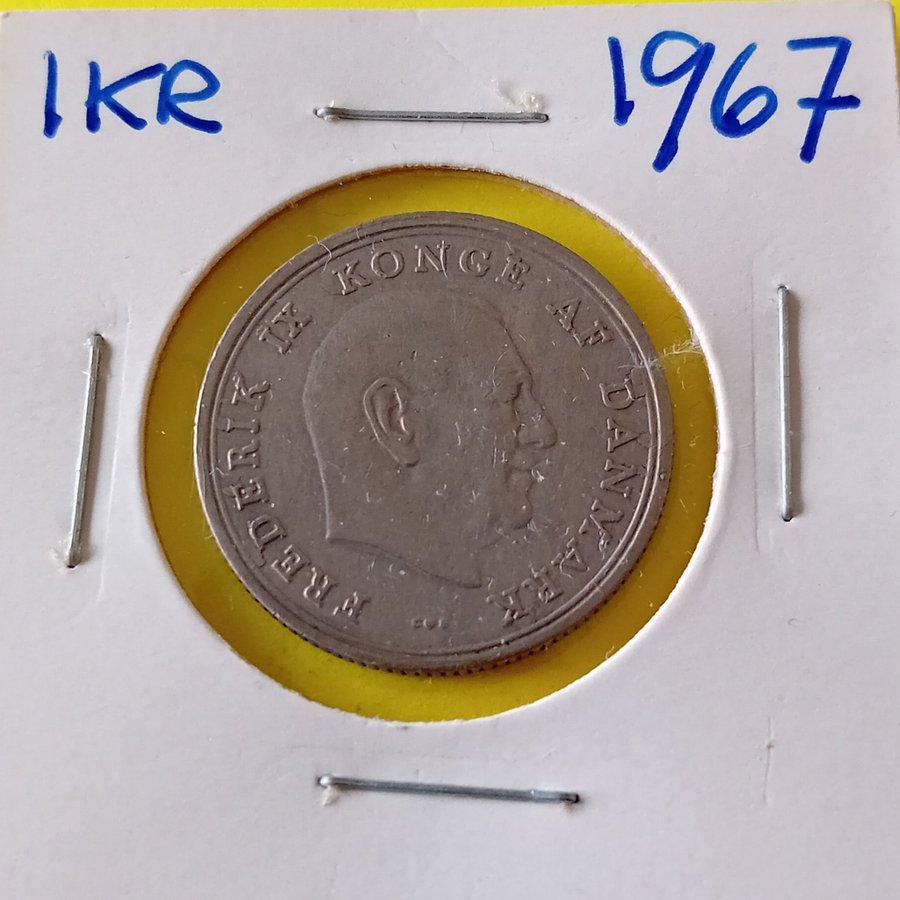 1KR 1967
FREDERIK IX KONGE AF DANMARK